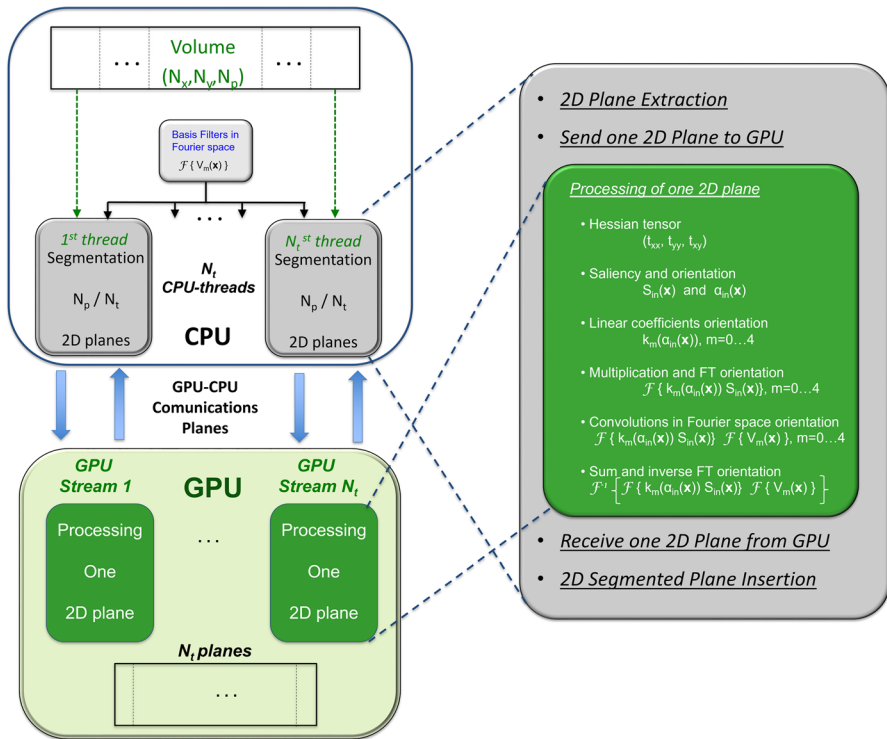 Volume
. . . . . .
(Nx,Ny,Np)
Basis Filters in
Fourier space
ℱ { Vm(x) }
. . .
1st thread
Segmentation
Np / Nt
2D planes
Nt
CPU-threads
CPU
Ntst thread
Segmentation
Np / Nt
2D planes
GPU-CPU
Comunications
Planes
GPU
GPU
Stream 1
GPU
Stream Nt
Processing
One
2D plane
. . .
Processing
One
2D plane
Nt planes
. . .
• 2D Plane Extraction
• Send one 2D Plane to GPU
Processing of one 2D plane
• Hessian tensor
(txx, tyy, txy)
• Saliency and orientation
Sin(x) and αin(x)
• Linear coefficients orientation
km(αin(x)), m=0…4
• Multiplication and FT orientation
ℱ { km(αin(x)) Sin(x)}, m=0…4
• Convolutions in Fourier space orientation
ℱ { km(αin(x)) Sin(x)} ℱ { Vm(x) }, m=0…4
• Sum and inverse FT orientation
ℱ { ℱ { km(αin(x)) Sin(x)} ℱ { Vm(x) } }
• Receive one 2D Plane from GPU
• 2D Segmented Plane Insertion